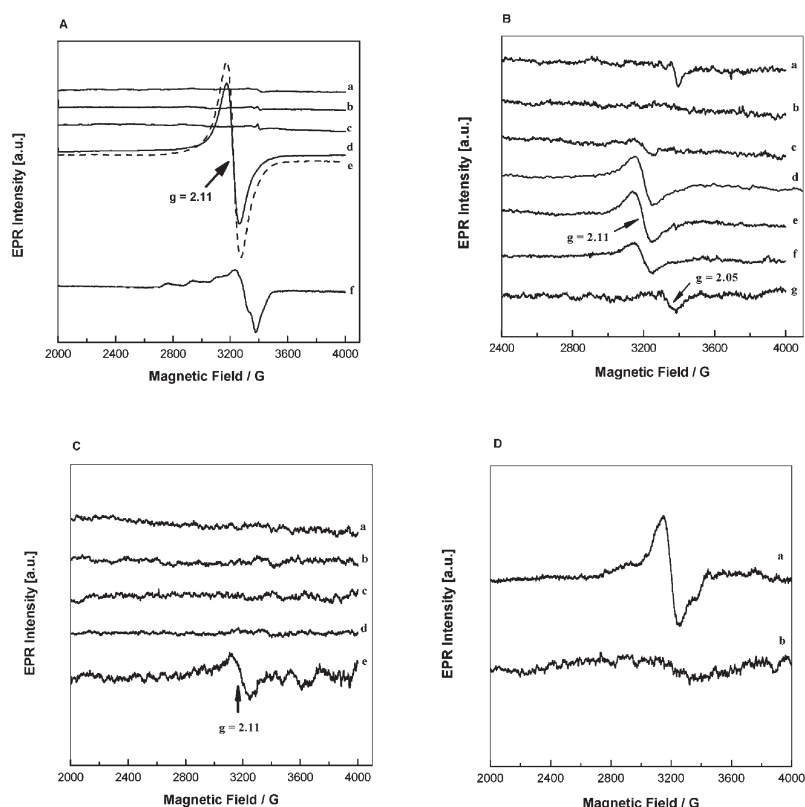 A
EPR Intensity [a.u.]
a
b
c
d
e
g = 2.11
f
2000 2400 2800 3200 3600 4000
Magnetic Field / G
B
EPR Intensity [a.u.]
a
b
c
d
e
g = 2.11
f
g = 2.05
g
2400 2800 3200 3600 4000
Magnetic Field / G
C
EPR Intensity [a.u.]
a
b
c
d
e
g = 2.11
2000 2400 2800 3200 3600 4000
Magnetic Field / G
D
EPR Intensity [a.u.]
a
b
2000 2400 2800 3200 3600 4000
Magnetic Field / G